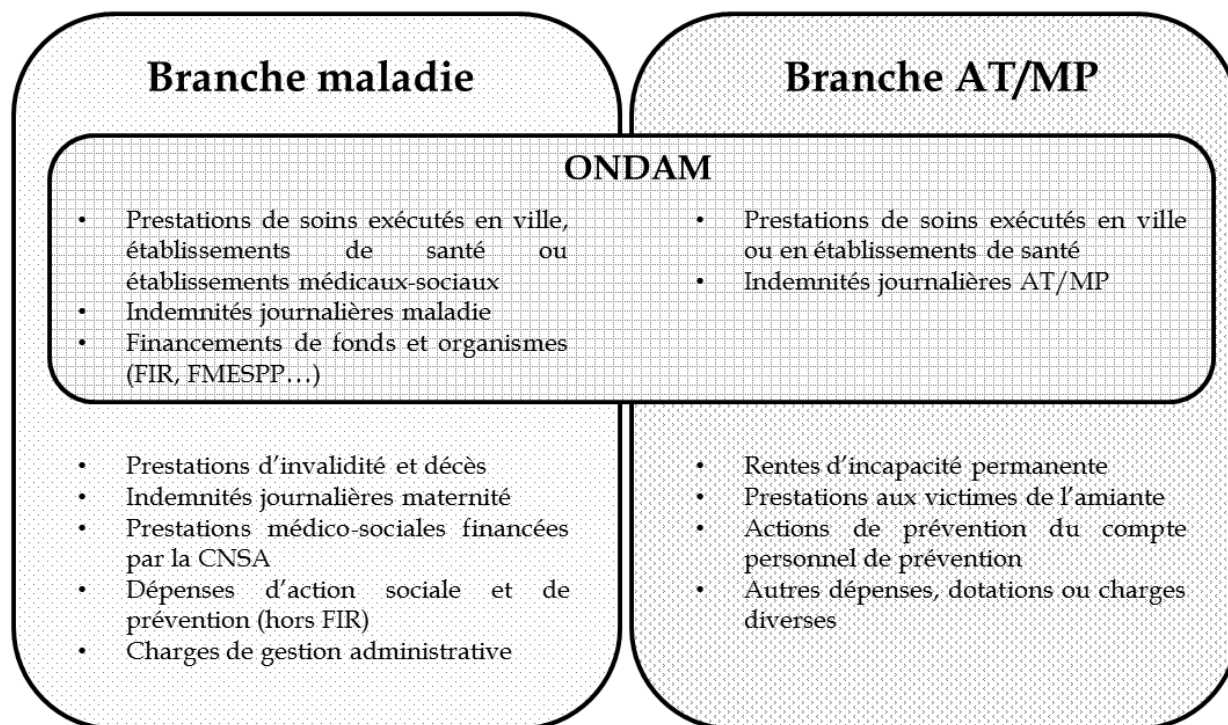 Branche maladie
Branche AT/MP
ONDAM
• Prestations de soins exécutés en ville,
établissements de santé ou
établissements médicaux-sociaux
• Indemnités journalières maladie
• Financements de fonds et organismes
(FIR, FMESPP…)
• Prestations de soins exécutés en ville
ou en établissements de santé
• Indemnités journalières AT/MP
• Prestations d’invalidité et décès
• Indemnités journalières maternité
• Prestations médico-sociales financées
par la CNSA
• Dépenses d’action sociale et de
prévention (hors FIR)
• Charges de gestion administrative
• Rentes d’incapacité permanente
• Prestations aux victimes de l’amiante
• Actions de prévention du compte
personnel de prévention
• Autres dépenses, dotations ou charges
diverses